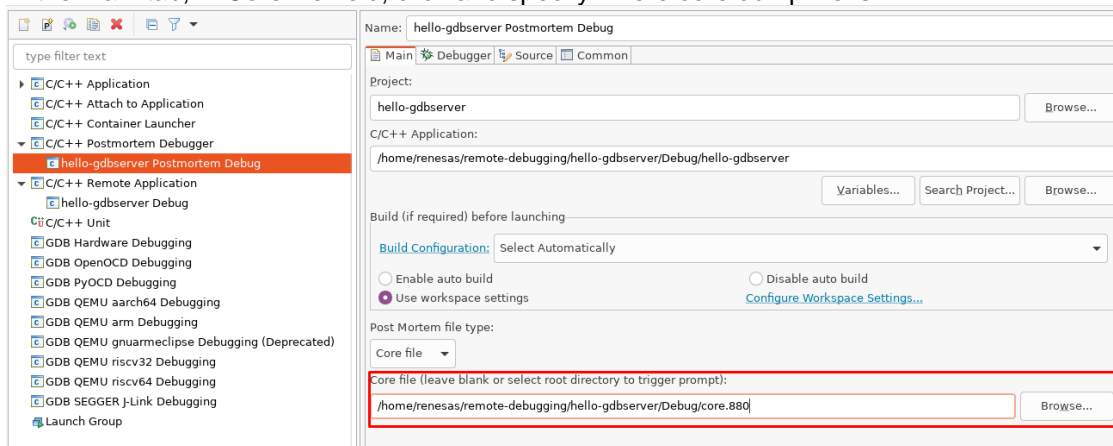 Name: hello-gdbserver Postmortem Debug
type filter text
C/C++ Application
C/C++ Attach to Application
C/C++ Container Launcher
C/C++ Postmortem Debugger
hello-gdbserver Postmortem Debug
C/C++ Remote Application
hello-gdbserver Debug
C/C++ Unit
GDB Hardware Debugging
GDB OpenOCD Debugging
GDB PyOCD Debugging
GDB QEMU aarch64 Debugging
GDB QEMU arm Debugging
GDB QEMU gnuarmeclipse Debugging (Deprecated)
GDB QEMU riscv32 Debugging
GDB QEMU riscv64 Debugging
GDB SEGGER J-Link Debugging
Launch Group
Main Debugger Source Common
Project:
hello-gdbserver Browse...
C/C++ Application:
/home/renesas/remote-debugging/hello-gdbserver/Debug/hello-gdbserver
Variables... Search Project... Browse...
Build (if required) before launching
Build Configuration: Select Automatically
Enable auto build Disable auto build
Use workspace settings Configure Workspace Settings...
Post Mortem file type:
Core file
Core file (leave blank or select root directory to trigger prompt):
/home/renesas/remote-debugging/hello-gdbserver/Debug/core.880 Browse...